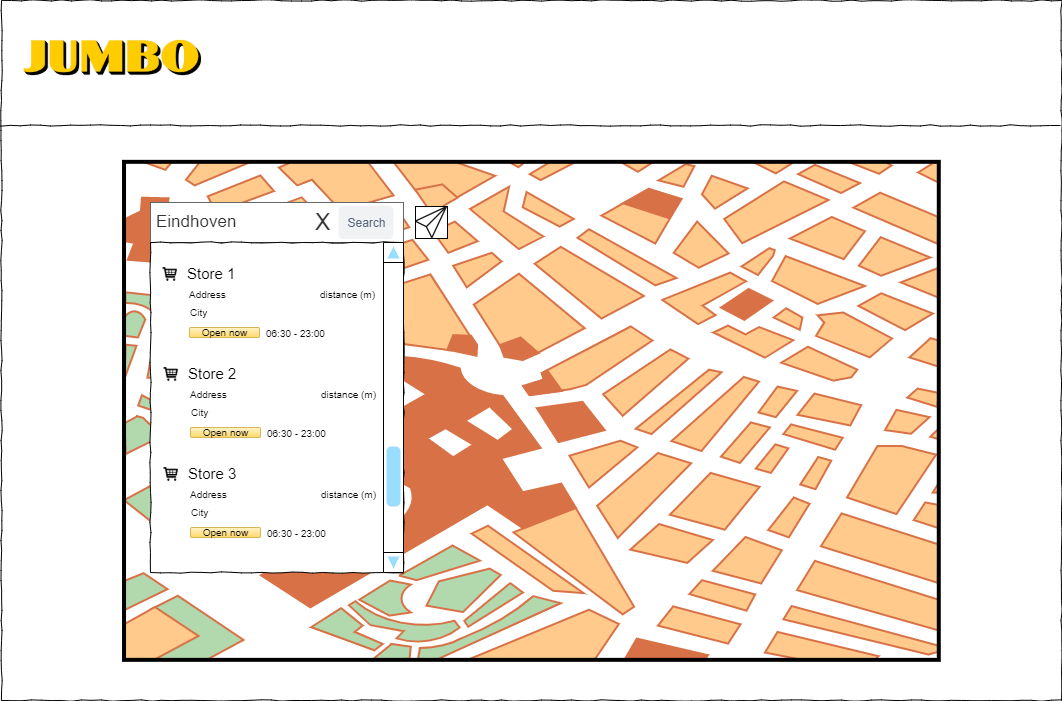 JUMBO
Eindhoven X Search
Store 1
Address distance (m)
City
Open now 06:30 - 23:00
Store 2
Address distance (m)
City
Open now 06:30 - 23:00
Store 3
Address distance (m)
City
Open now 06:30 - 23:00